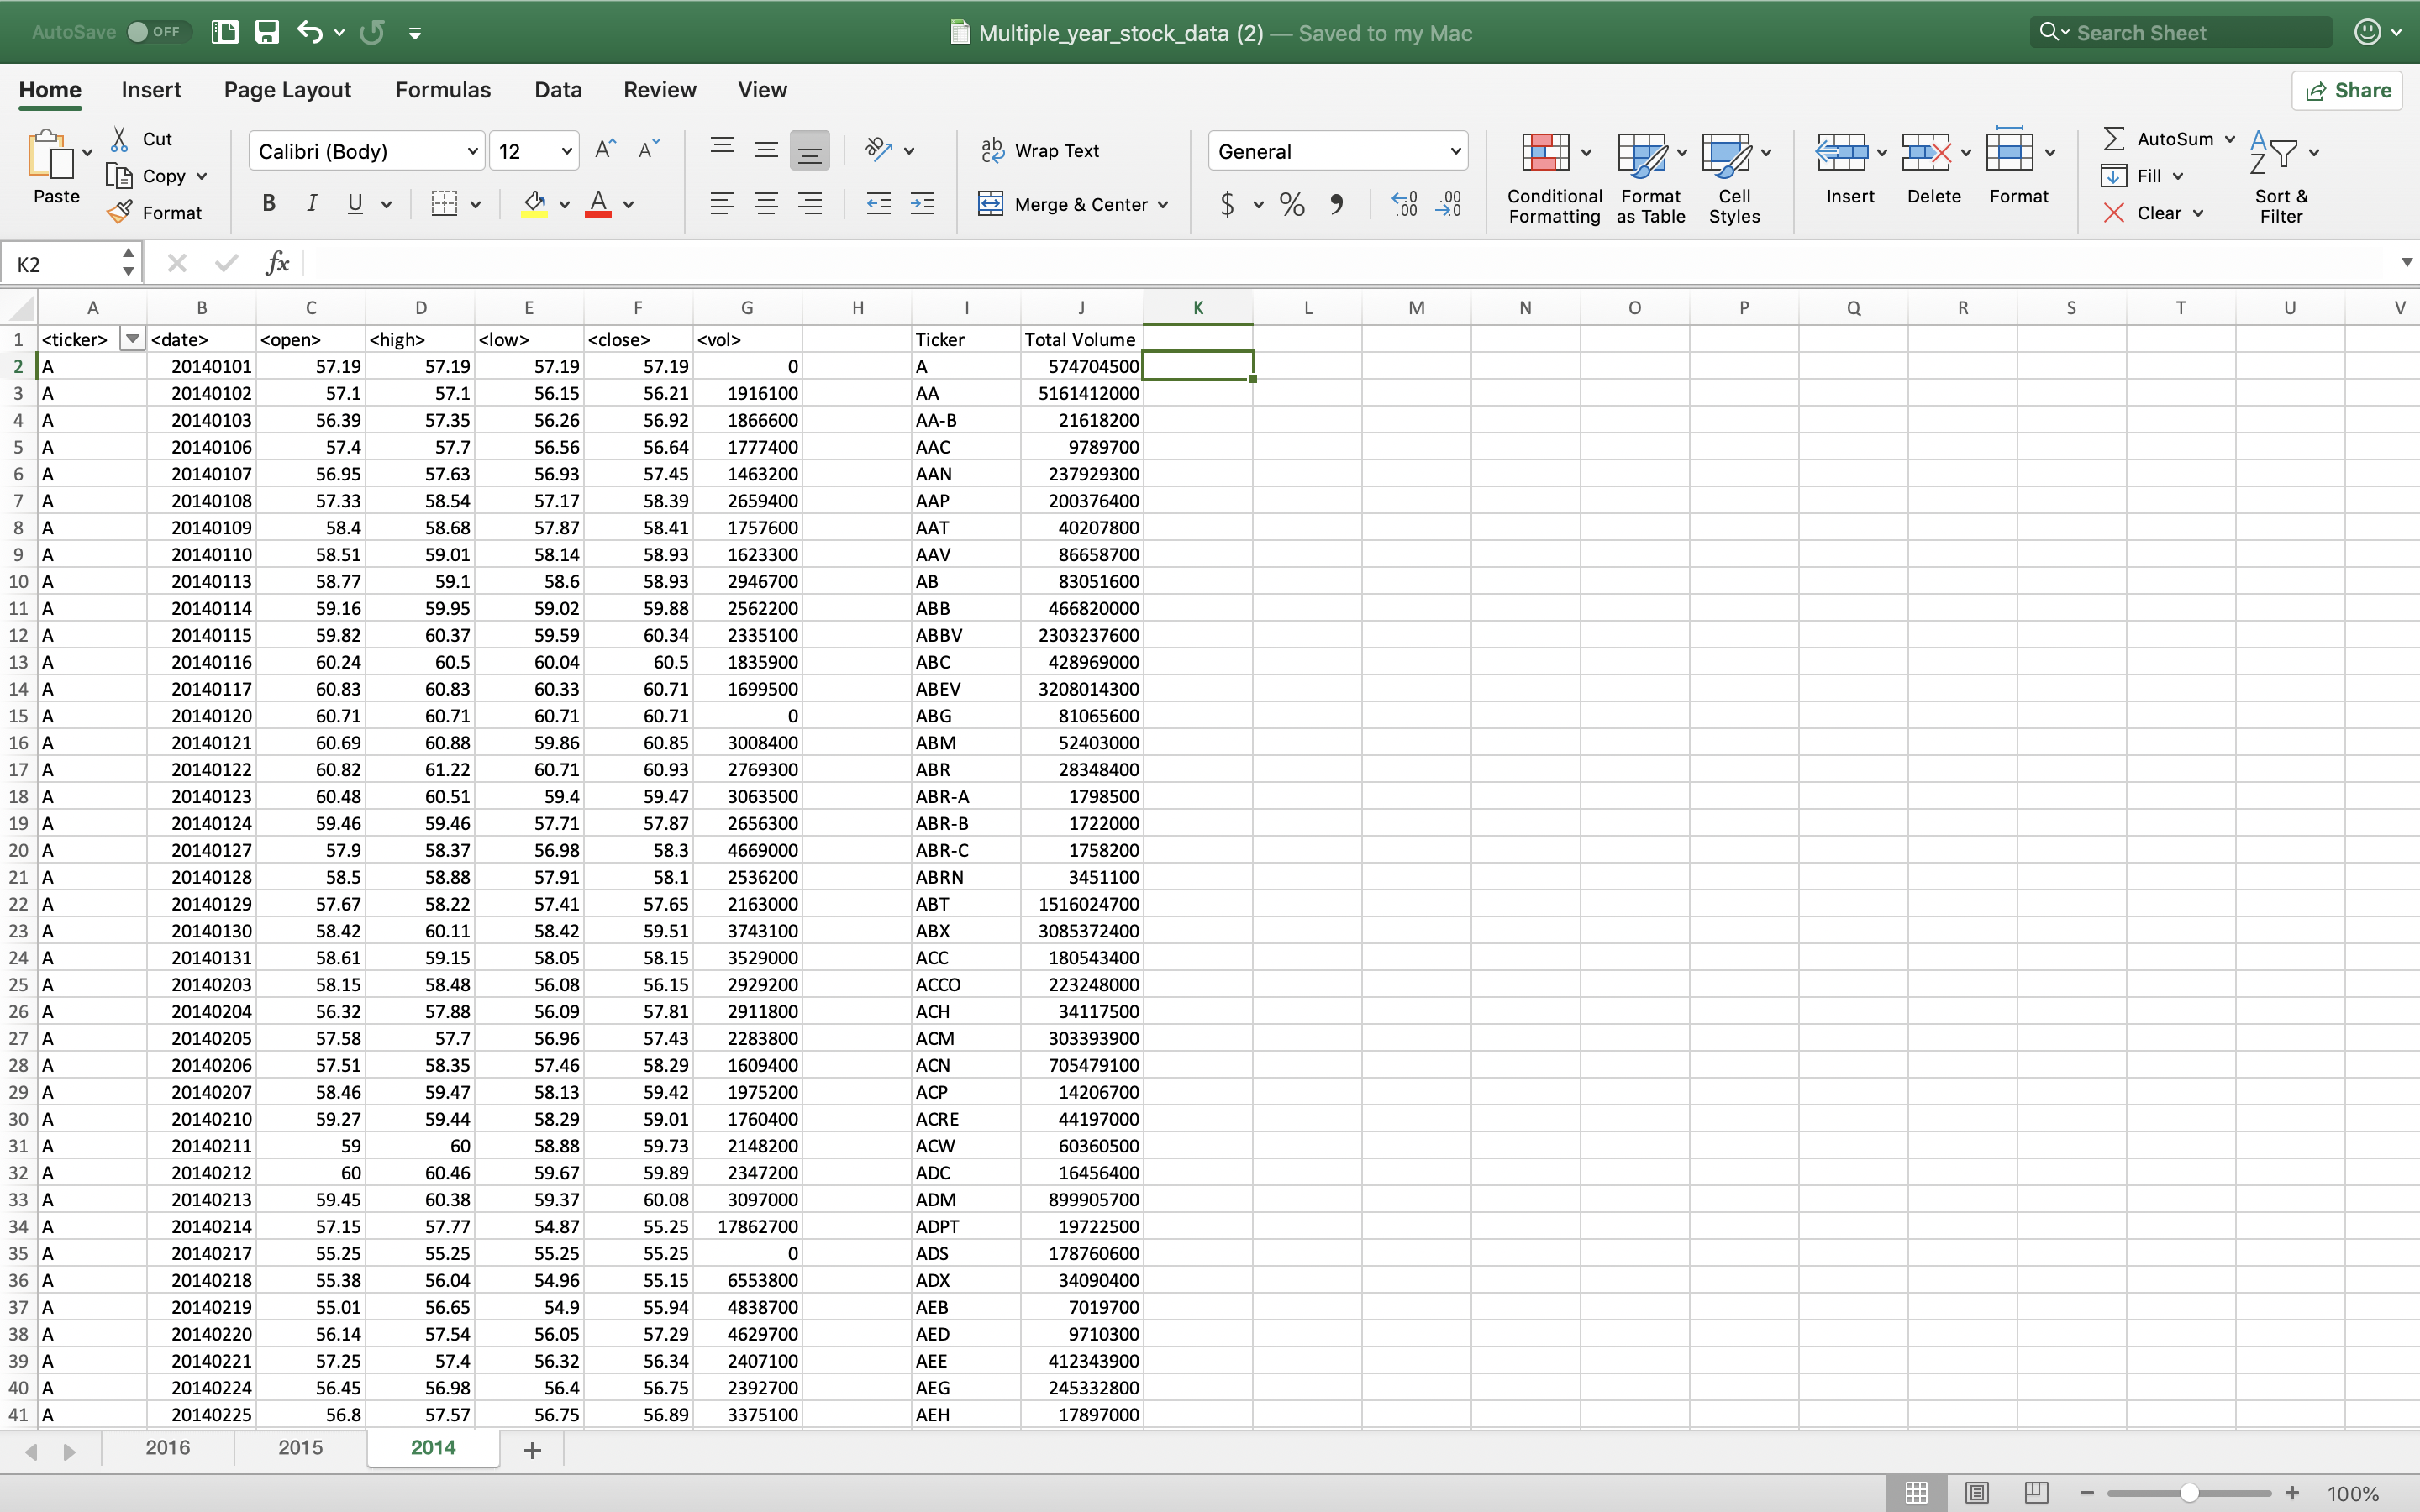 AutoSave OFF Multiple_year_stock_data (2) — Saved to my Mac Search Sheet
Home Insert Page Layout Formulas Data Review View Share
Paste Cut Copy Format
Calibri (Body) 12 A A
B I U A
ab Wrap Text
Merge & Center
General
$ % .00 .00
Conditional Formatting Format as Table Cell Styles
Insert Delete Format
AutoSum Fill Clear
Sort & Filter
K2 fx
A B C D E F G H I J K L M N O P Q R S T U V
1 <ticker> <date> <open> <high> <low> <close> <vol> Ticker Total Volume
2 A 20140101 57.19 57.19 57.19 57.19 0 A 574704500
3 A 20140102 57.1 57.1 56.15 56.21 1916100 AA 5161412000
4 A 20140103 56.39 57.35 56.26 56.92 1866600 AA-B 21618200
5 A 20140106 57.4 57.7 56.56 56.64 1777400 AAC 9789700
6 A 20140107 56.95 57.63 56.93 57.45 1463200 AAN 237929300
7 A 20140108 57.33 58.54 57.17 58.39 2659400 AAP 200376400
8 A 20140109 58.4 58.68 57.87 58.41 1757600 AAT 40207800
9 A 20140110 58.51 59.01 58.14 58.93 1623300 AAV 86658700
10 A 20140113 58.77 59.1 58.6 58.93 2946700 AB 83051600
11 A 20140114 59.16 59.95 59.02 59.88 2562200 ABB 466820000
12 A 20140115 59.82 60.37 59.59 60.34 2335100 ABBV 2303237600
13 A 20140116 60.24 60.5 60.04 60.5 1835900 ABC 428969000
14 A 20140117 60.83 60.83 60.33 60.71 1699500 ABEV 3208014300
15 A 20140120 60.71 60.71 60.71 60.71 0 ABG 81065600
16 A 20140121 60.69 60.88 59.86 60.85 3008400 ABM 52403000
17 A 20140122 60.82 61.22 60.71 60.93 2769300 ABR 28348400
18 A 20140123 60.48 60.51 59.4 59.47 3063500 ABR-A 1798500
19 A 20140124 59.46 59.46 57.71 57.87 2656300 ABR-B 1722000
20 A 20140127 57.9 58.37 56.98 58.3 4669000 ABR-C 1758200
21 A 20140128 58.5 58.88 57.91 58.1 2536200 ABRN 3451100
22 A 20140129 57.67 58.22 57.41 57.65 2163000 ABT 1516024700
23 A 20140130 58.42 60.11 58.42 59.51 3743100 ABX 3085372400
24 A 20140131 58.61 59.15 58.05 58.15 3529000 ACC 180543400
25 A 20140203 58.15 58.48 56.08 56.15 2929200 ACCO 223248000
26 A 20140204 56.32 57.88 56.09 57.81 2911800 ACH 34117500
27 A 20140205 57.58 57.7 56.96 57.43 2283800 ACM 303393900
28 A 20140206 57.51 58.35 57.46 58.29 1609400 ACN 705479100
29 A 20140207 58.46 59.47 58.13 59.42 1975200 ACP 14206700
30 A 20140210 59.27 59.44 58.29 59.01 1760400 ACRE 44197000
31 A 20140211 59 60 58.88 59.73 2148200 ACW 60360500
32 A 20140212 60 60.46 59.67 59.89 2347200 ADC 16456400
33 A 20140213 59.45 60.38 59.37 60.08 3097000 ADM 899905700
34 A 20140214 57.15 57.77 54.87 55.25 17862700 ADPT 19722500
35 A 20140217 55.25 55.25 55.25 55.25 0 ADS 178760600
36 A 20140218 55.38 56.04 54.96 55.15 6553800 ADX 34090400
37 A 20140219 55.01 56.65 54.9 55.94 4838700 AEB 7019700
38 A 20140220 56.14 57.54 56.05 57.29 4629700 AED 9710300
39 A 20140221 57.25 57.4 56.32 56.34 2407100 AEE 412343900
40 A 20140224 56.45 56.98 56.4 56.75 2392700 AEG 245332800
41 A 20140225 56.8 57.57 56.75 56.89 3375100 AEH 17897000
2016 2015 2014 +
100%